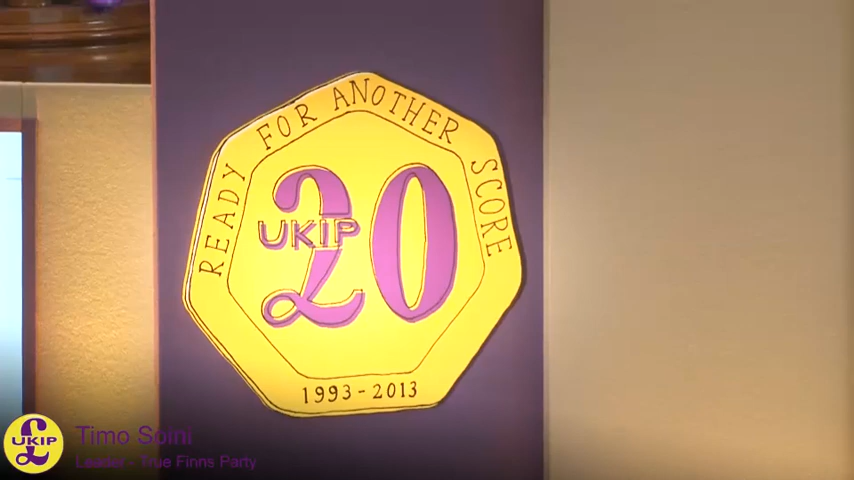 READY FOR ANOTHER SCORE
UKIP
20
1993-2013
UKIP
Timo Soini
Leader - True Finns Party